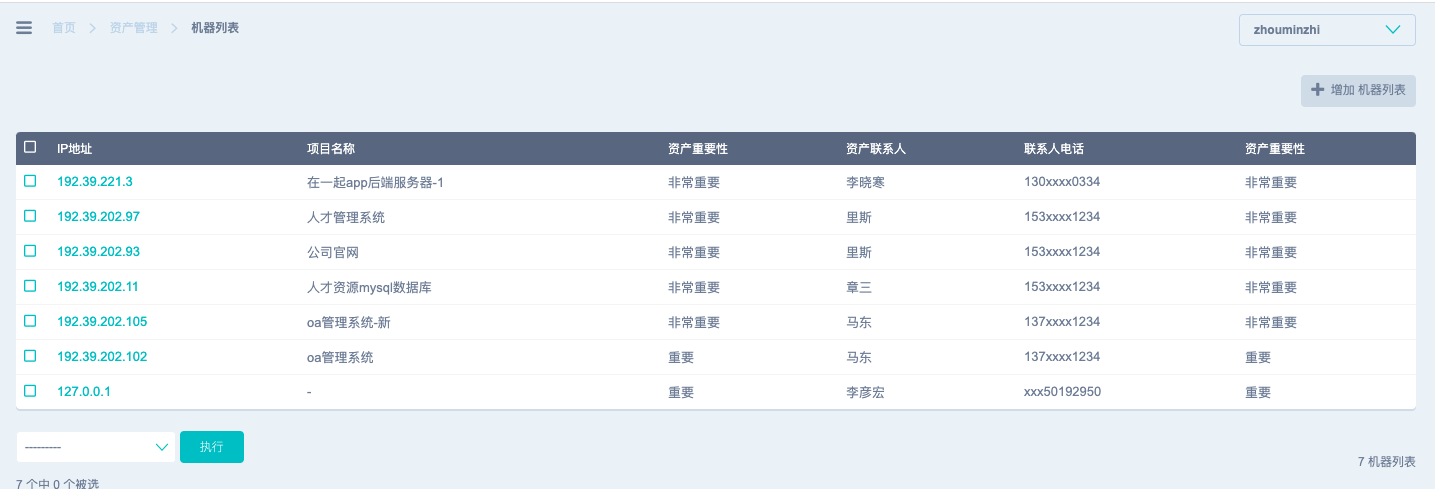 首页 资产管理 机器列表 zhouminzhi
增加 机器列表
IP地址 项目名称 资产重要性 资产联系人 联系人电话 资产重要性
192.39.221.3 在一起app后端服务器-1 非常重要 李晓寒 130xxxx0334 非常重要
192.39.202.97 人才管理系统 非常重要 里斯 153xxxx1234 非常重要
192.39.202.93 公司官网 非常重要 里斯 153xxxx1234 非常重要
192.39.202.11 人才资源mysql数据库 非常重要 章三 153xxxx1234 非常重要
192.39.202.105 oa管理系统-新 非常重要 马东 137xxxx1234 非常重要
192.39.202.102 oa管理系统 重要 马东 137xxxx1234 重要
127.0.0.1 - 重要 李彦宏 xxx50192950 重要
--------- 执行
7 机器列表
7 个中 0 个被选